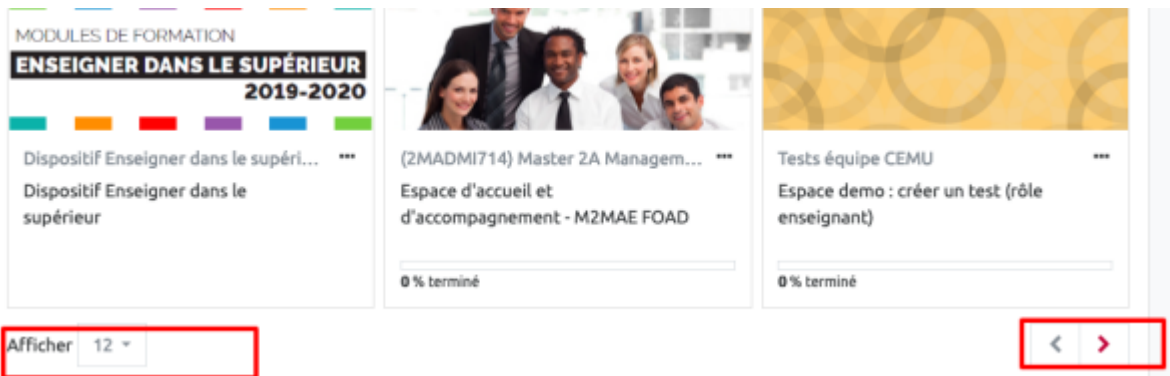 MODULES DE FORMATION
ENSEIGNER DANS LE SUPÉRIEUR
2019-2020
Dispositif Enseigner dans le supéri... ···
Dispositif Enseigner dans le
supérieur
(2MADMI714) Master 2A Managem... ···
Espace d'accueil et
d'accompagnement - M2MAE FOAD
0 % terminé
Tests équipe CEMU ···
Espace demo : créer un test (rôle
enseignant)
0 % terminé
Afficher 12